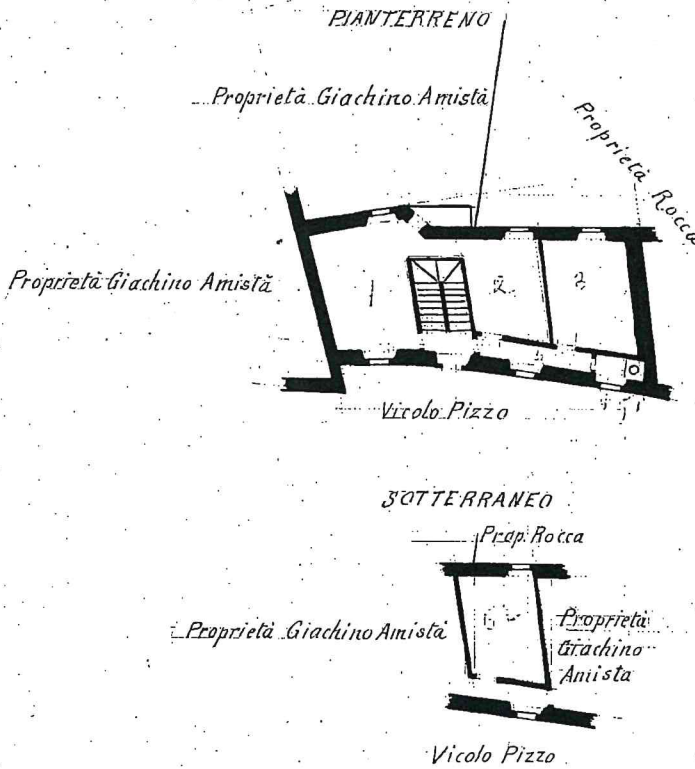 PIANTERRENO
Proprietà Giachino Amistà
Proprietà Rocca
Proprietà Giachino Amistà
1
2
3
Vicolo Pizzo
SOTTERRANEO
Prop. Rocca
Proprietà Giachino Amistà
Proprietà
Giachino
Amista
Vicolo Pizzo